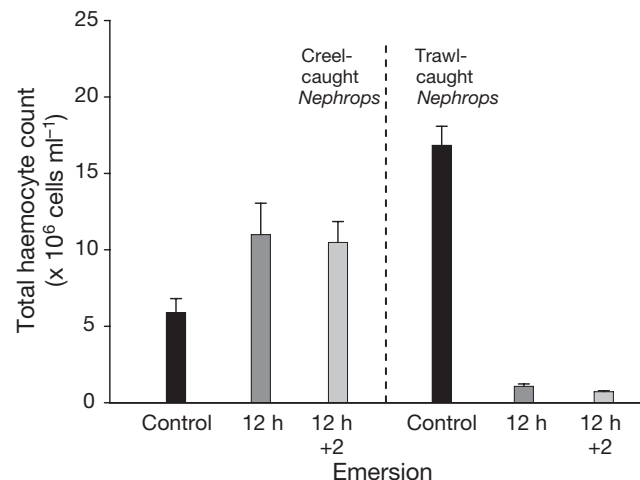 Total haemocyte count
(x 10⁶ cells ml⁻¹)
25
20
15
10
5
0
Creel-
caught
Nephrops
Trawl-
caught
Nephrops
Control
12 h
12 h
+2
Control
12 h
12 h
+2
Emersion